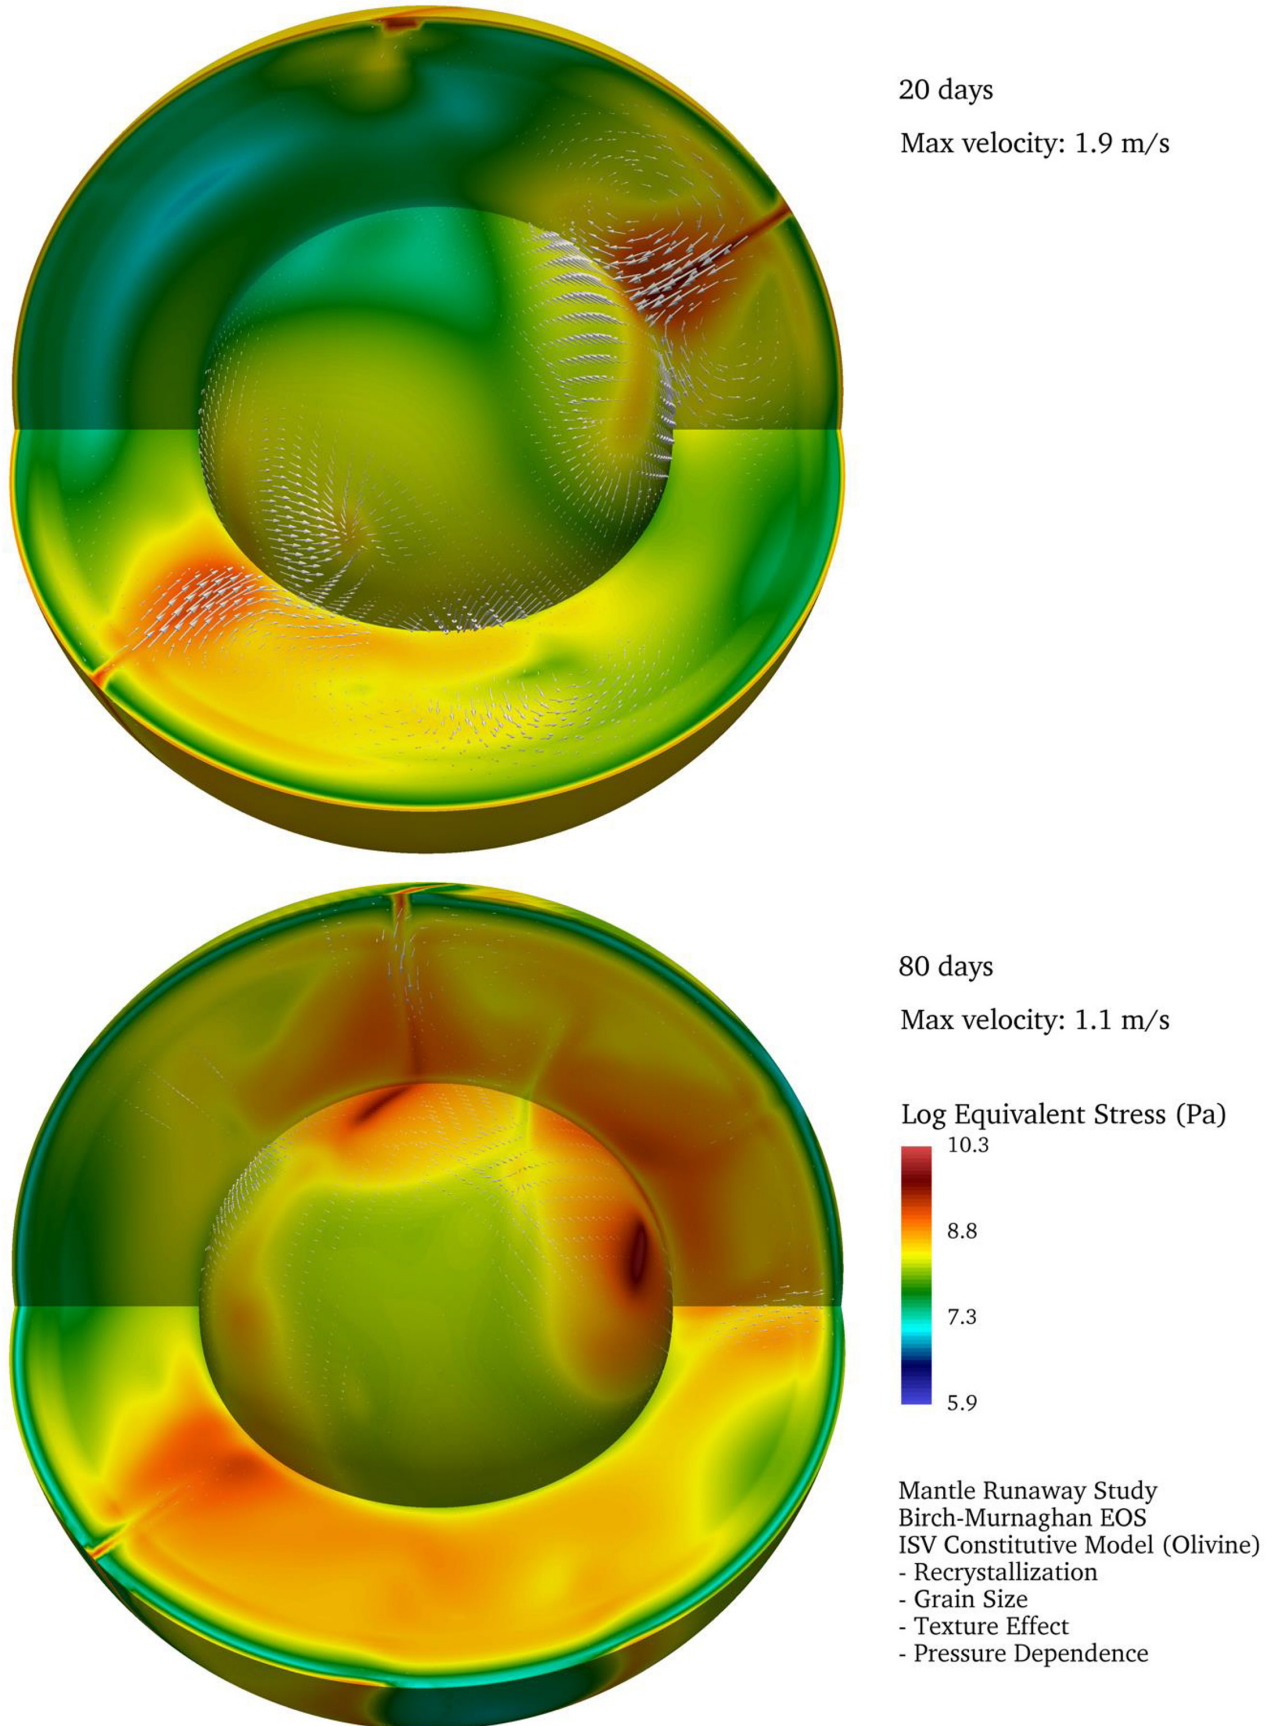 20 days
Max velocity: 1.9 m/s
80 days
Max velocity: 1.1 m/s
Log Equivalent Stress (Pa)
10.3
8.8
7.3
5.9
Mantle Runaway Study
Birch-Murnaghan EOS
ISV Constitutive Model (Olivine)
- Recrystallization
- Grain Size
- Texture Effect
- Pressure Dependence